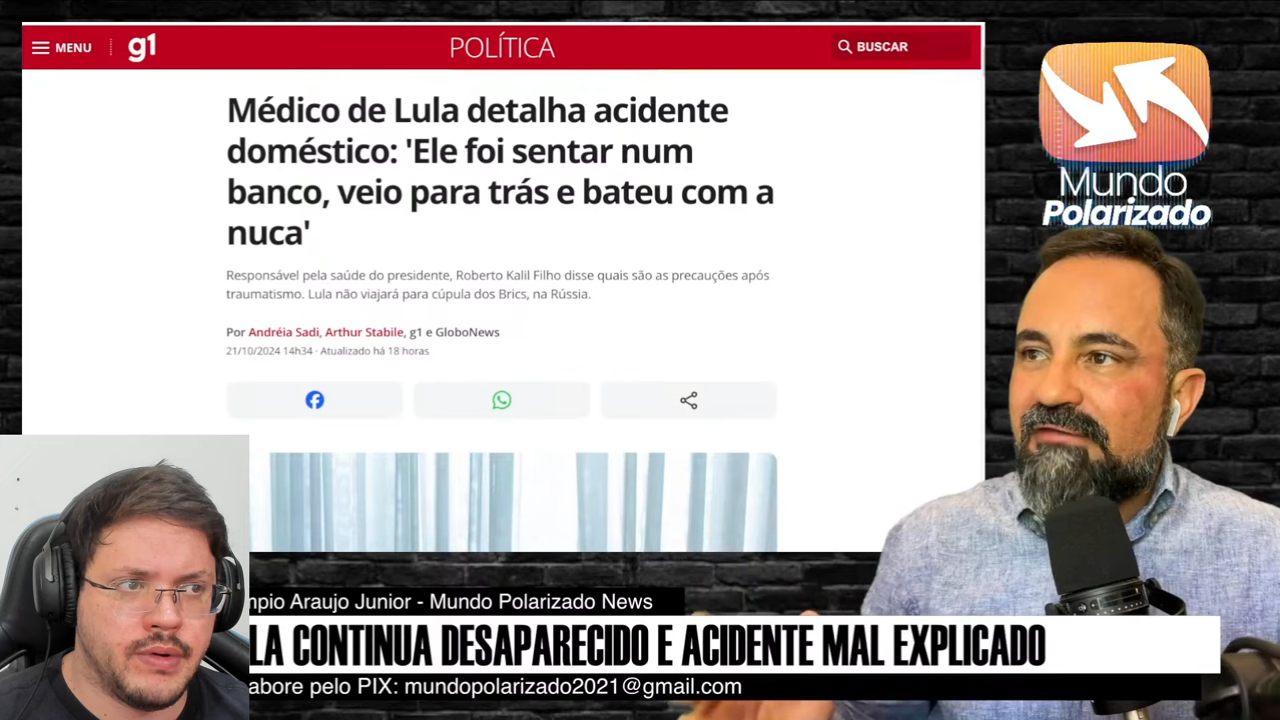 MENU
g1
POLÍTICA
BUSCAR
Médico de Lula detalha acidente
doméstico: 'Ele foi sentar num
banco, veio para trás e bateu com a
nuca'
Responsável pela saúde do presidente, Roberto Kalil Filho disse quais são as precauções após
traumatismo. Lula não viajará para cúpula dos Brics, na Rússia.
Por Andréia Sadi, Arthur Stabile, g1 e GloboNews
21/10/2024 14h34 · Atualizado há 18 horas
Mundo
Polarizado
mpio Araujo Junior - Mundo Polarizado News
LA CONTINUA DESAPARECIDO E ACIDENTE MAL EXPLICADO
abore pelo PIX: mundopolarizado2021@gmail.com